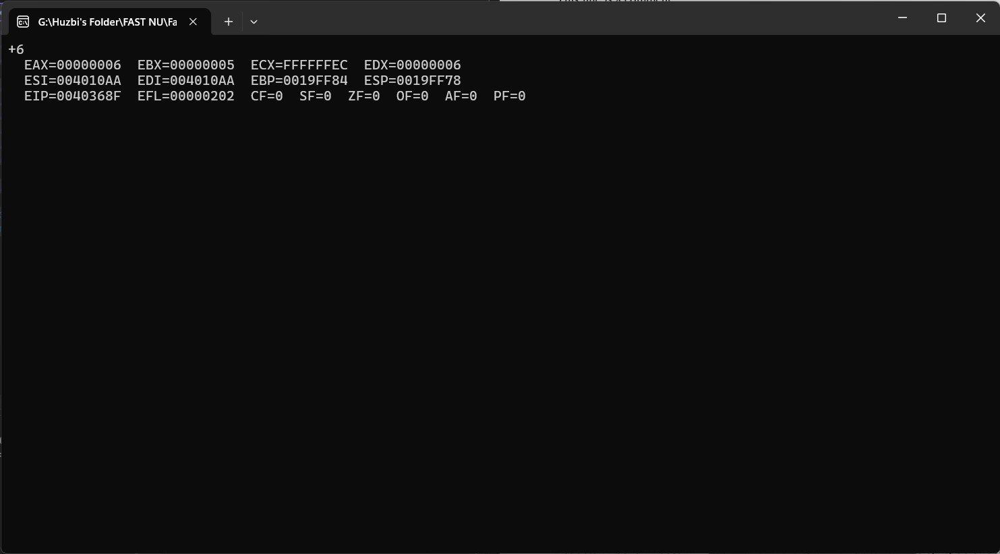 G:\Huzbi's Folder\FAST NU\Fa
+6
EAX=00000006  EBX=00000005  ECX=FFFFFFEC  EDX=00000006
ESI=004010AA  EDI=004010AA  EBP=0019FF84  ESP=0019FF78
EIP=0040368F  EFL=00000202  CF=0  SF=0  ZF=0  OF=0  AF=0  PF=0